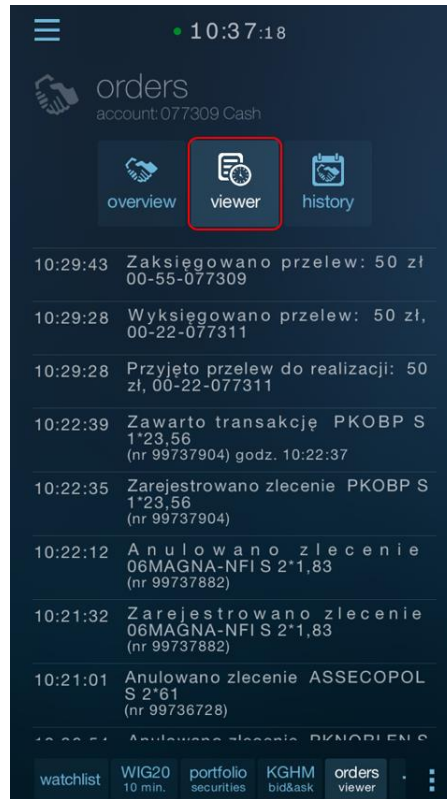 10:37:18
orders
account: 077309 Cash
overview
viewer
history
10:29:43 Zaksięgowano przelew: 50 zł
00-55-077309
10:29:28 Wyksięgowano przelew: 50 zł,
00-22-077311
10:29:28 Przyjęto przelew do realizacji: 50
zł, 00-22-077311
10:22:39 Zawarto transakcję PKOBP S
1*23,56
(nr 99737904) godz. 10:22:37
10:22:35 Zarejestrowano zlecenie PKOBP S
1*23,56
(nr 99737904)
10:22:12 Anulowano zlecenie
06MAGNA-NFI S 2*1,83
(nr 99737882)
10:21:32 Zarejestrowano zlecenie
06MAGNA-NFI S 2*1,83
(nr 99737882)
10:21:01 Anulowano zlecenie ASSECOPOL
S 2*61
(nr 99736728)
Anulowano zlecenie PKNORLEN S
watchlist
WIG20
10 min.
portfolio
securities
KGHM
bid&ask
orders
viewer